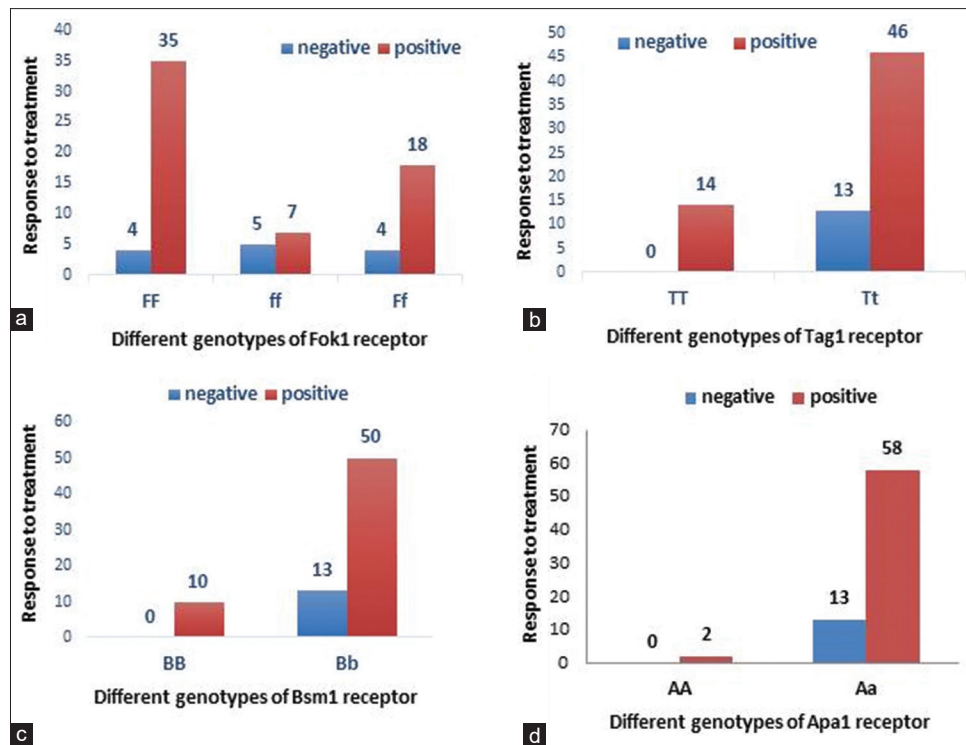 Response to treatment
40
35
30
25
20
15
10
5
0
negative positive
4 35
5 7
4 18
FF ff Ff
Different genotypes of Fok1 receptor
a
Response to treatment
50
45
40
35
30
25
20
15
10
5
0
negative positive
0 14
13 46
TT Tt
Different genotypes of Tag1 receptor
b
Response to treatment
60
50
40
30
20
10
0
negative positive
0 10
13 50
BB Bb
Different genotypes of Bsm1 receptor
c
Response to treatment
70
60
50
40
30
20
10
0
negative positive
0 2
13 58
AA Aa
Different genotypes of Apa1 receptor
d